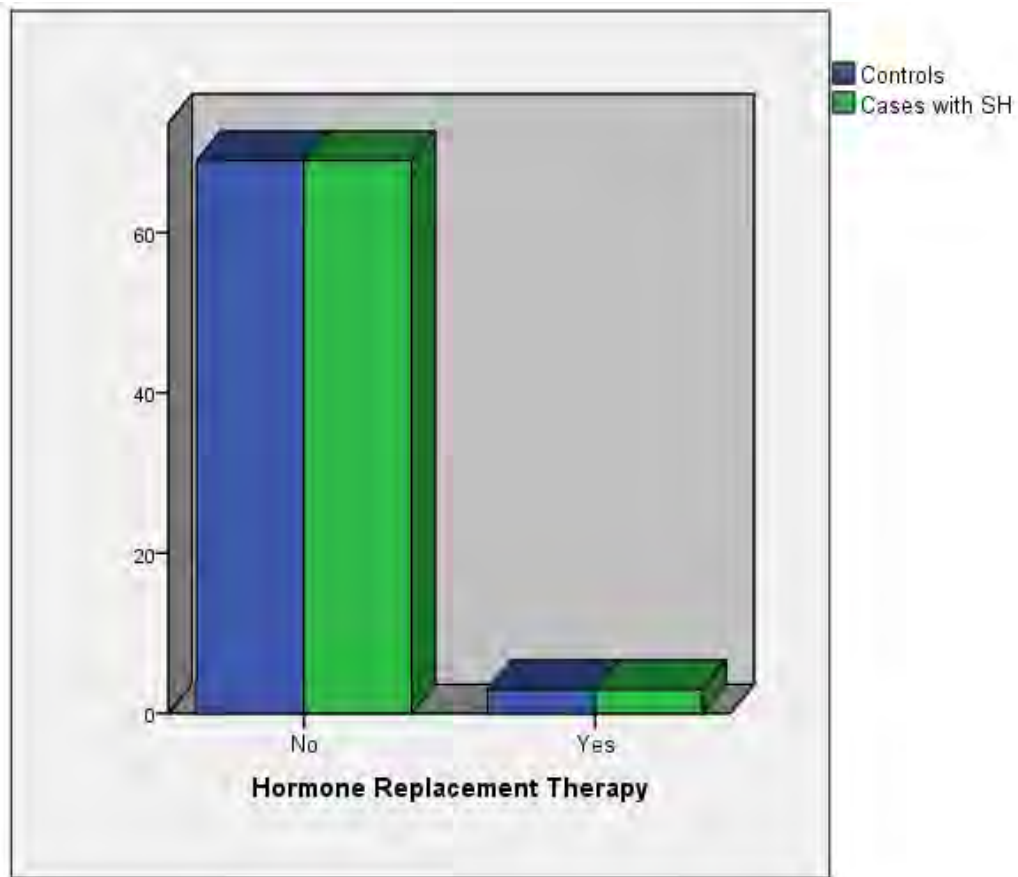 Controls
Cases with SH
60
40
20
0
No Yes
Hormone Replacement Therapy